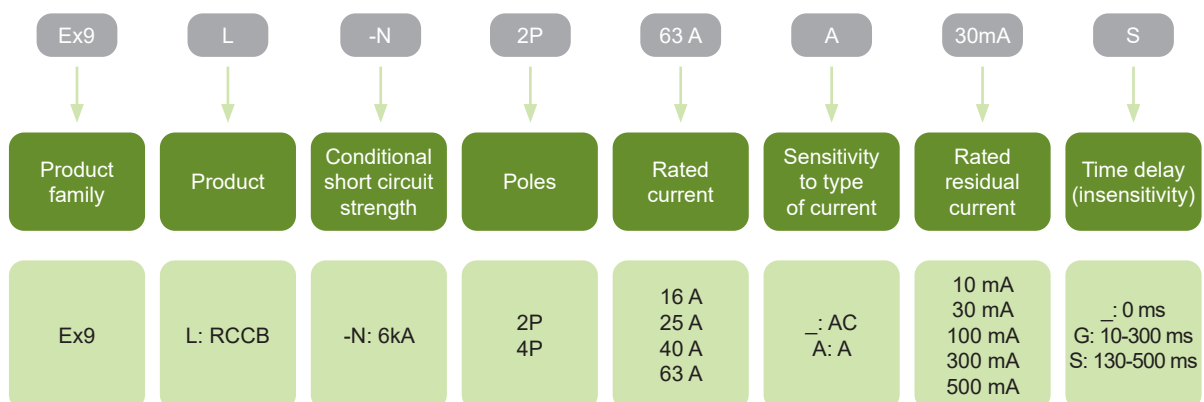 Ex9
L
-N
2P
63 A
A
30mA
S
Product
family
Product
Conditional
short circuit
strength
Poles
Rated
current
Sensitivity
to type
of current
Rated
residual
current
Time delay
(insensitivity)
Ex9
L: RCCB
-N: 6kA
2P
4P
16 A
25 A
40 A
63 A
_: AC
A: A
10 mA
30 mA
100 mA
300 mA
500 mA
_: 0 ms
G: 10-300 ms
S: 130-500 ms